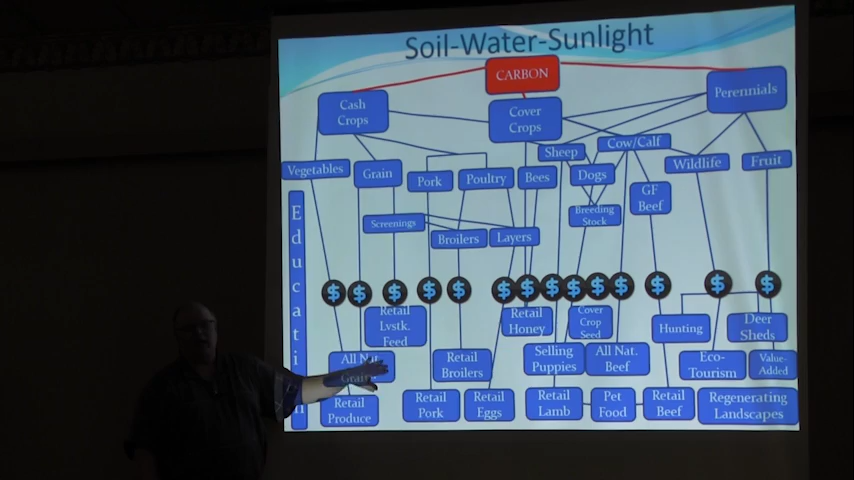 Soil-Water-Sunlight
CARBON
Cash
Crops
Cover
Crops
Perennials
Vegetables
Grain
Pork
Poultry
Bees
Sheep
Dogs
Cow/Calf
Wildlife
Fruit
GF
Beef
Breeding
Stock
Screenings
Broilers
Layers
E
d
u
c
a
t
i
n
$ $ $ $ $ $ $ $ $ $ $ $ $ $
Retail
Lvstk.
Feed
Retail
Honey
Cover
Crop
Seed
Hunting
Deer
Sheds
All Nat.
Grains
Retail
Broilers
Selling
Puppies
All Nat.
Beef
Eco-
Tourism
Value-
Added
Retail
Produce
Retail
Pork
Retail
Eggs
Retail
Lamb
Pet
Food
Retail
Beef
Regenerating
Landscapes